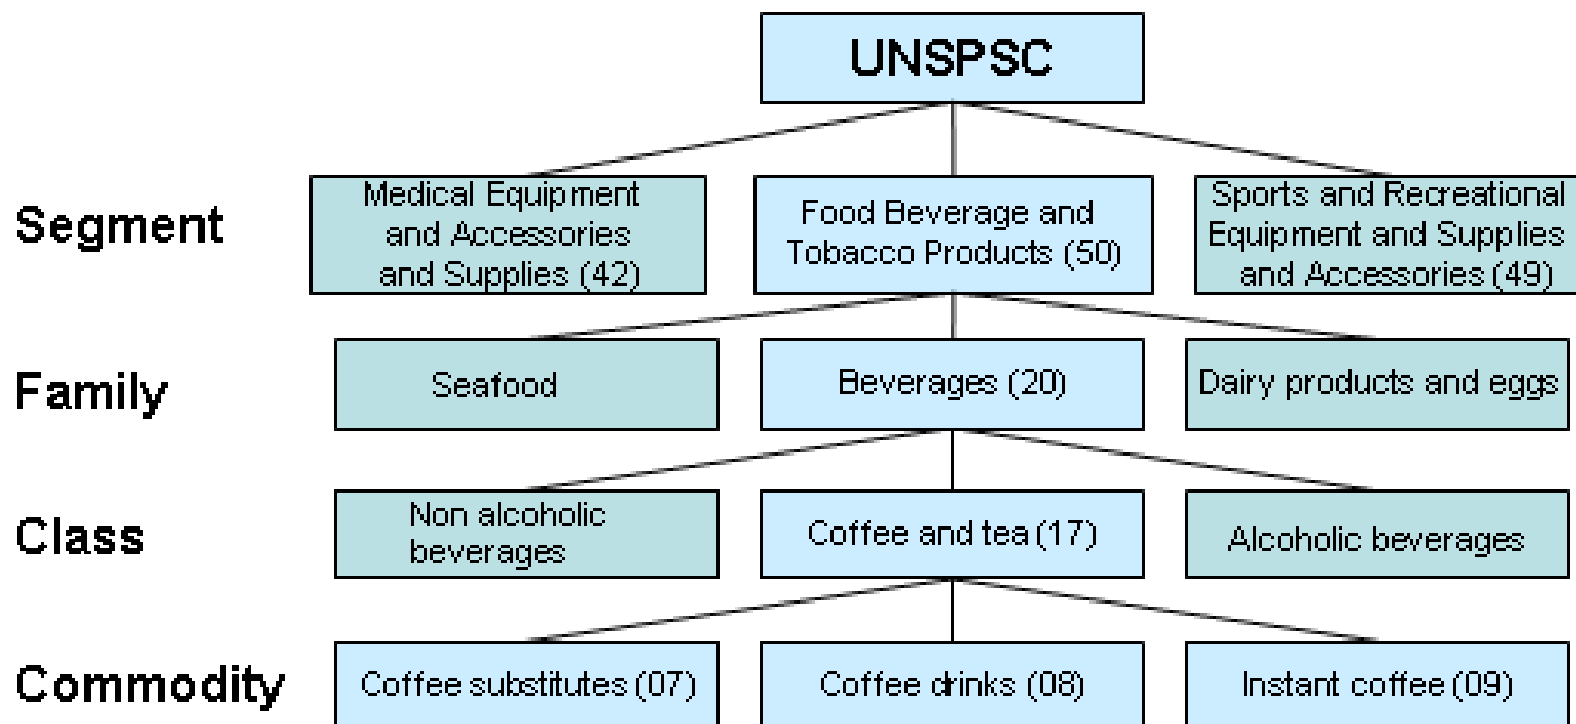 UNSPSC
Segment
Medical Equipment
and Accessories
and Supplies (42)
Food Beverage and
Tobacco Products (50)
Sports and Recreational
Equipment and Supplies
and Accessories (49)
Family
Seafood
Beverages (20)
Dairy products and eggs
Class
Non alcoholic
beverages
Coffee and tea (17)
Alcoholic beverages
Commodity
Coffee substitutes (07)
Coffee drinks (08)
Instant coffee (09)